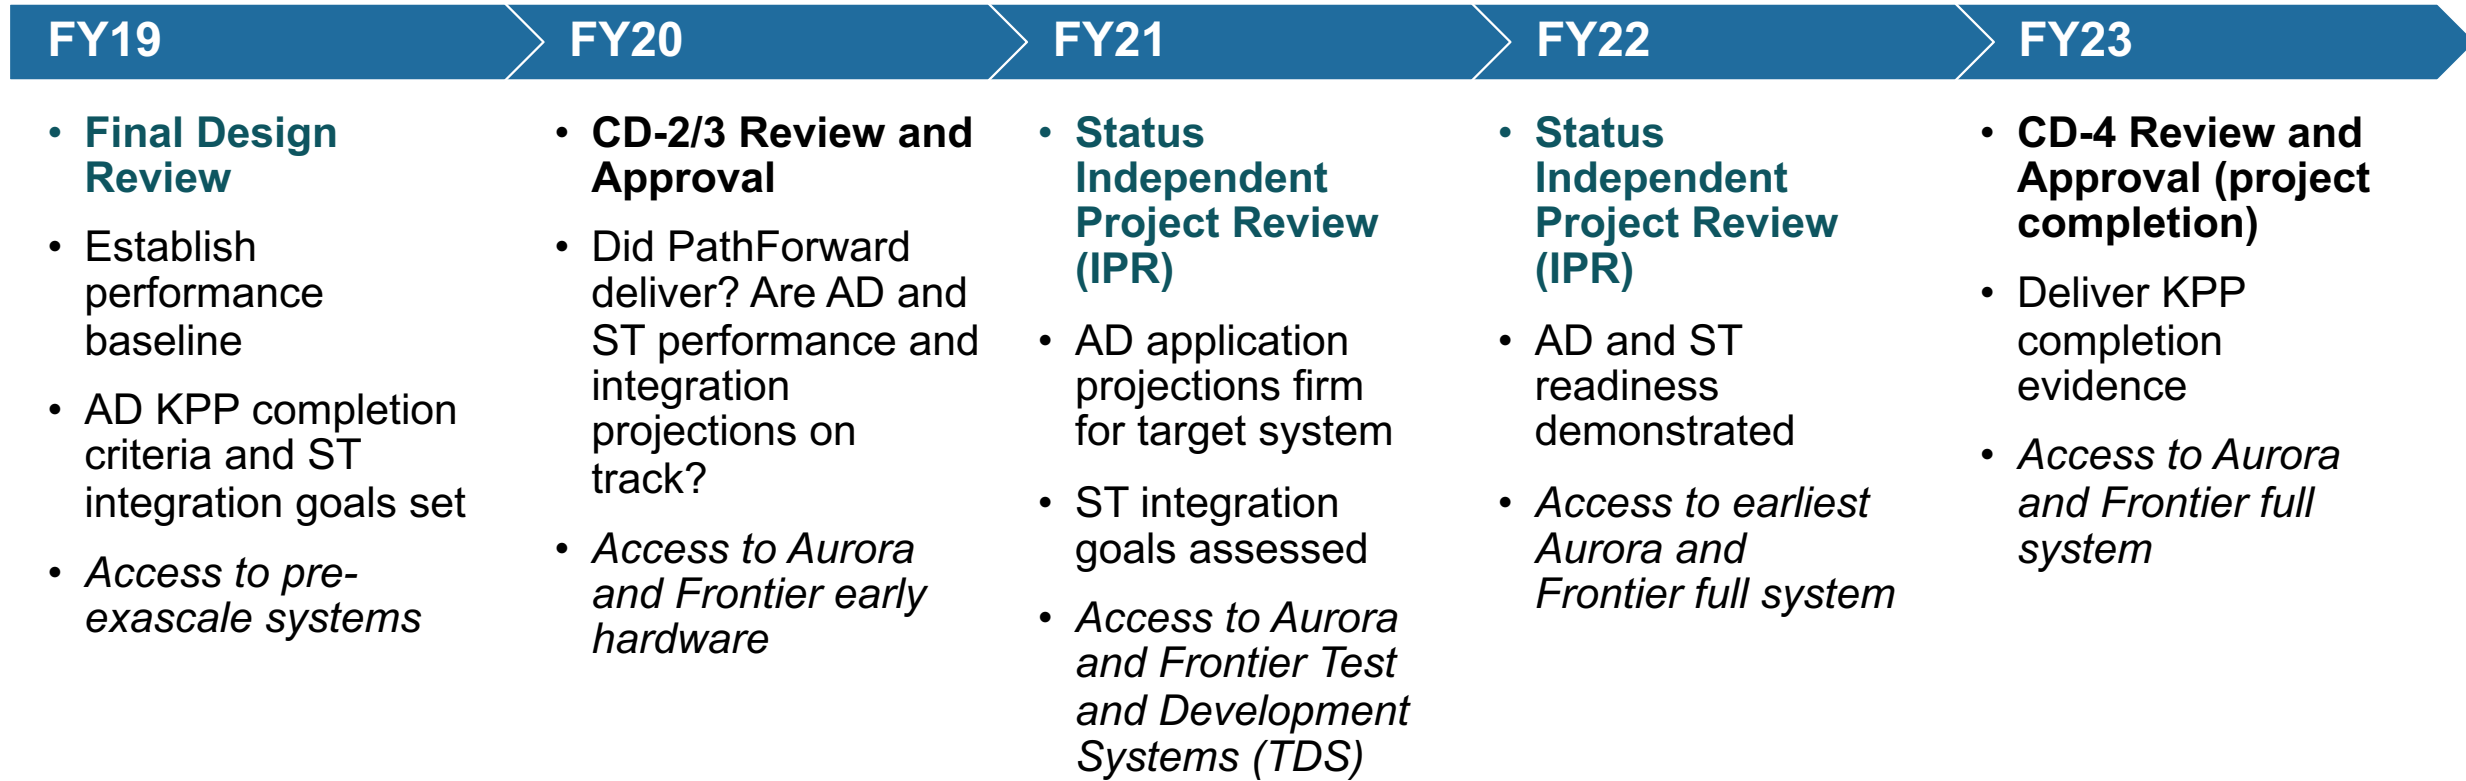 FY19
FY20
FY21
FY22
FY23
• Final Design
Review
• Establish
performance
baseline
• AD KPP completion
criteria and ST
integration goals set
• Access to pre-
exascale systems
• CD-2/3 Review and
Approval
• Did PathForward
deliver? Are AD and
ST performance and
integration
projections on
track?
• Access to Aurora
and Frontier early
hardware
• Status
Independent
Project Review
(IPR)
• AD application
projections firm
for target system
• ST integration
goals assessed
• Access to Aurora
and Frontier Test
and Development
Systems (TDS)
• Status
Independent
Project Review
(IPR)
• AD and ST
readiness
demonstrated
• Access to earliest
Aurora and
Frontier full system
• CD-4 Review and
Approval (project
completion)
• Deliver KPP
completion
evidence
• Access to Aurora
and Frontier full
system